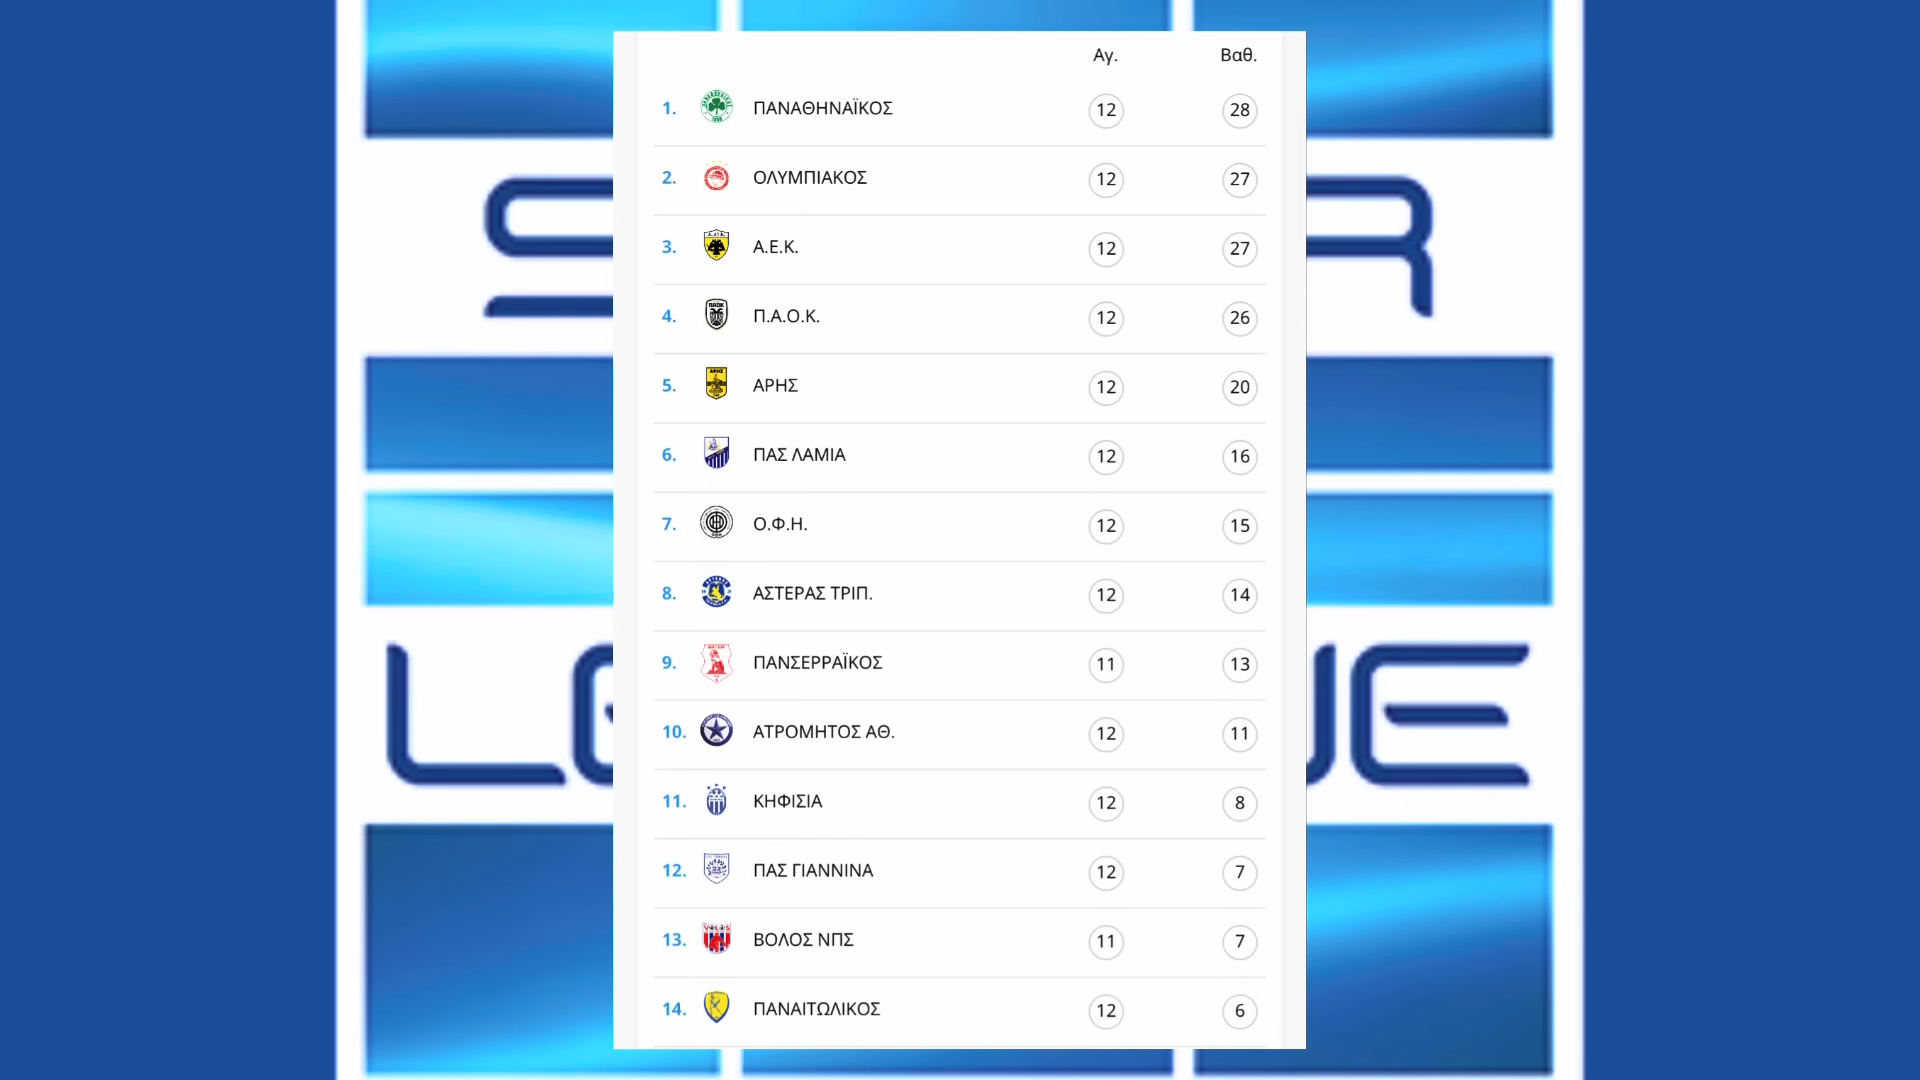 Αγ. Βαθ.
1. ΠΑΝΑΘΗΝΑΪΚΟΣ 12 28
2. ΟΛΥΜΠΙΑΚΟΣ 12 27
3. Α.Ε.Κ. 12 27
4. Π.Α.Ο.Κ. 12 26
5. ΑΡΗΣ 12 20
6. ΠΑΣ ΛΑΜΙΑ 12 16
7. Ο.Φ.Η. 12 15
8. ΑΣΤΕΡΑΣ ΤΡΙΠ. 12 14
9. ΠΑΝΣΕΡΡΑΪΚΟΣ 11 13
10. ΑΤΡΟΜΗΤΟΣ ΑΘ. 12 11
11. ΚΗΦΙΣΙΑ 12 8
12. ΠΑΣ ΓΙΑΝΝΙΝΑ 12 7
13. ΒΟΛΟΣ ΝΠΣ 11 7
14. ΠΑΝΑΙΤΩΛΙΚΟΣ 12 6